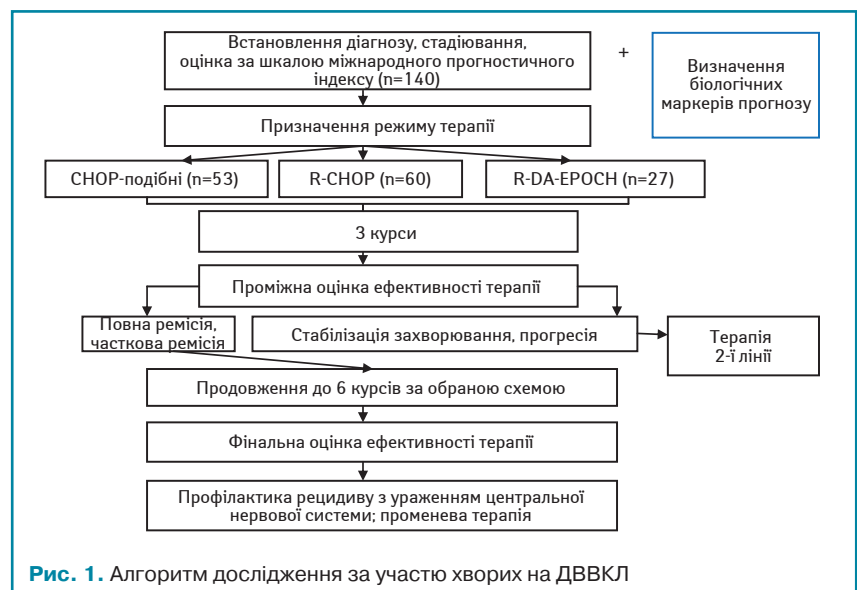 Встановлення діагнозу, стадіювання,
оцінка за шкалою міжнародного прогностичного
індексу (n=140)
+
Визначення
біологічних
маркерів прогнозу
Призначення режиму терапії
CHOP-подібні (n=53)
R-CHOP (n=60)
R-DA-EPOCH (n=27)
3 курси
Проміжна оцінка ефективності терапії
Повна ремісія,
часткова ремісія
Стабілізація захворювання, прогресія
Терапія
2-ї лінії
Продовження до 6 курсів за обраною схемою
Фінальна оцінка ефективності терапії
Профілактика рецидиву з ураженням центральної
нервової системи; променева терапія
Рис. 1. Алгоритм дослідження за участю хворих на ДВВКЛ